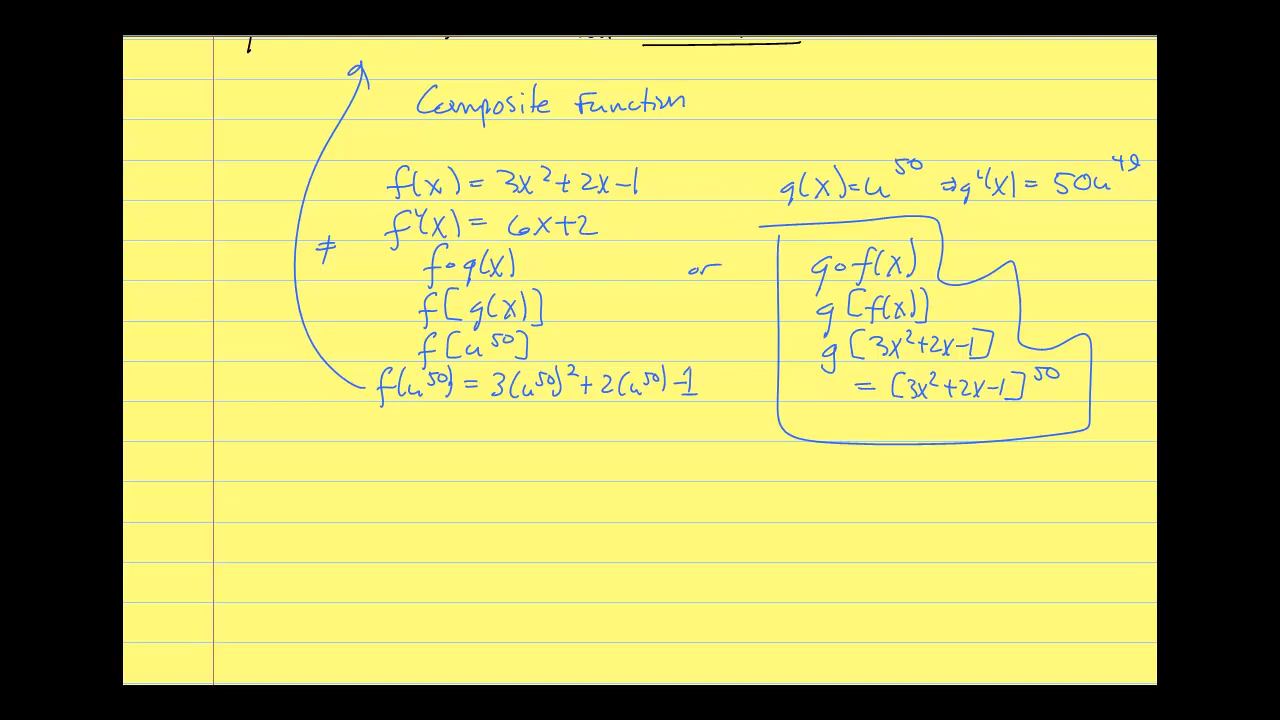 Composite Function
f(x) = 3x² + 2x - 1
g(x) = u⁵⁰ ⇒ g'(x) = 50u⁴⁹
f'(x) = 6x + 2
≠
f∘g(x) or g∘f(x)
f[g(x)]
g[f(x)]
f[u⁵⁰]
g[3x² + 2x - 1]
f(u⁵⁰) = 3(u⁵⁰)² + 2(u⁵⁰) - 1
= [3x² + 2x - 1]⁵⁰